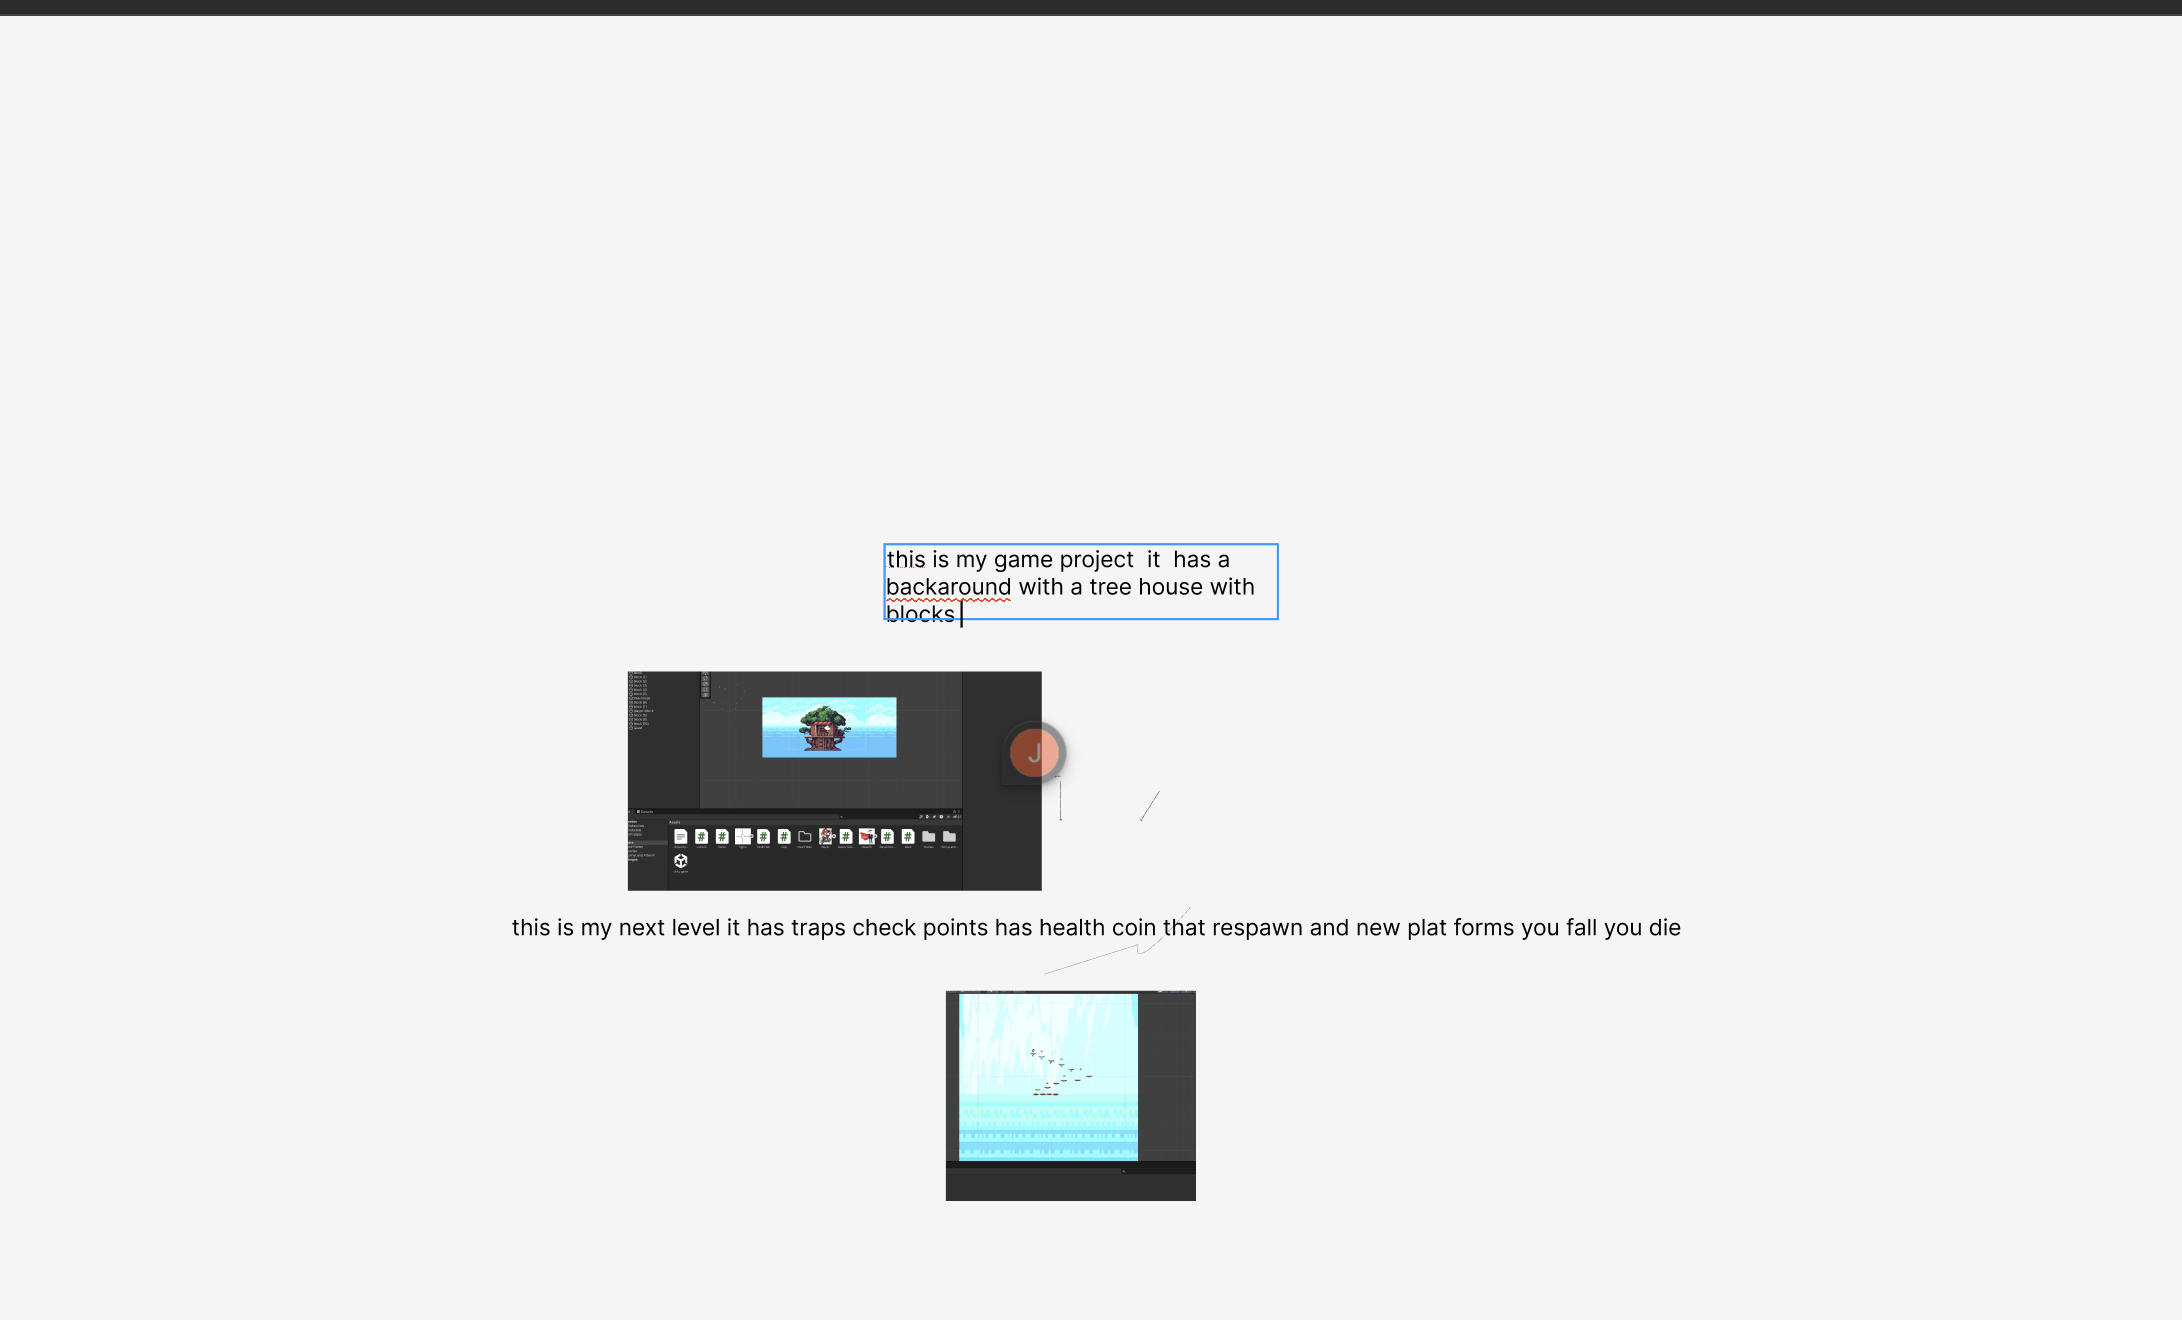 this is my game project  it  has a
backaround with a tree house with
blocks
J
this is my next level it has traps check points has health coin that respawn and new plat forms you fall you die